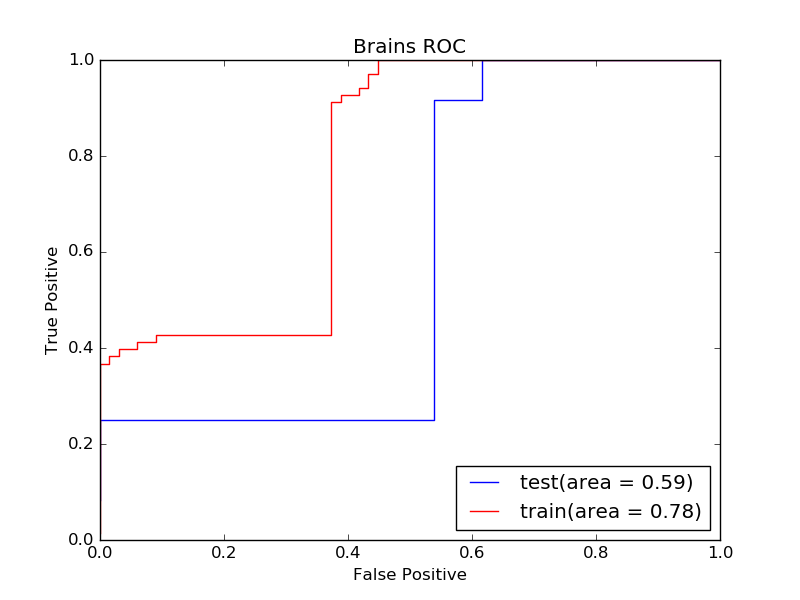 Brains ROC
1.0
0.8
0.6
0.4
0.2
0.0
True Positive
0.0 0.2 0.4 0.6 0.8 1.0
False Positive
test(area = 0.59)
train(area = 0.78)